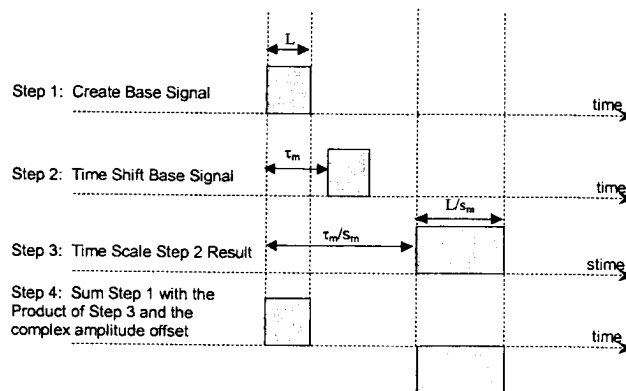 L
Step 1: Create Base Signal
time
τm
Step 2: Time Shift Base Signal
time
L/sm
τm/sm
Step 3: Time Scale Step 2 Result
stime
Step 4: Sum Step 1 with the
Product of Step 3 and the
complex amplitude offset
time